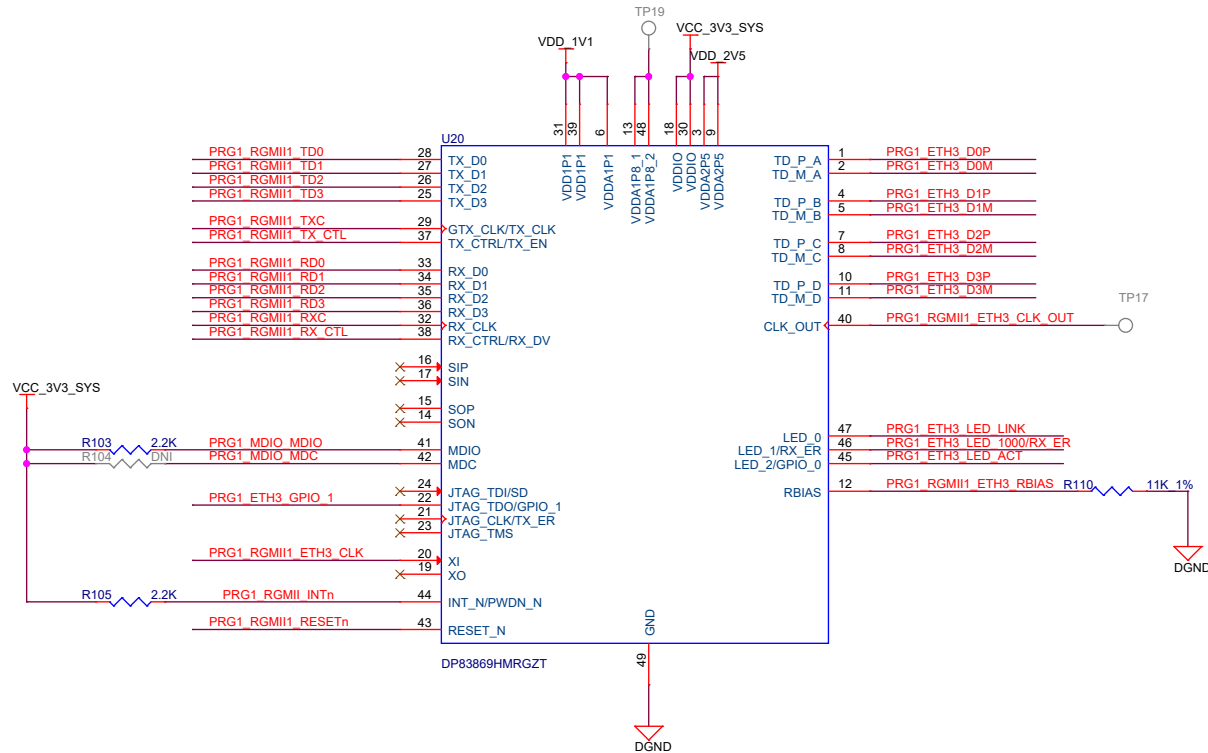 TP19
VCC_3V3_SYS
VDD_1V1
VDD_2V5
31
39
6
13
48
18
30
3
9
U20
VDD1P1
VDD1P1
VDDA1P1
VDDA1P8_1
VDDA1P8_2
VDDIO
VDDIO
VDDA2P5
VDDA2P5
PRG1_RGMII1_TD0 28 TX_D0
PRG1_RGMII1_TD1 27 TX_D1
PRG1_RGMII1_TD2 26 TX_D2
PRG1_RGMII1_TD3 25 TX_D3
PRG1_RGMII1_TXC 29 GTX_CLK/TX_CLK
PRG1_RGMII1_TX_CTL 37 TX_CTRL/TX_EN
PRG1_RGMII1_RD0 33 RX_D0
PRG1_RGMII1_RD1 34 RX_D1
PRG1_RGMII1_RD2 35 RX_D2
PRG1_RGMII1_RD3 36 RX_D3
PRG1_RGMII1_RXC 32 RX_CLK
PRG1_RGMII1_RX_CTL 38 RX_CTRL/RX_DV
16 SIP
17 SIN
15 SOP
14 SON
VCC_3V3_SYS
R103 2.2K PRG1_MDIO_MDIO 41 MDIO
R104 DNI PRG1_MDIO_MDC 42 MDC
24 JTAG_TDI/SD
PRG1_ETH3_GPIO_1 22 JTAG_TDO/GPIO_1
21 JTAG_CLK/TX_ER
23 JTAG_TMS
PRG1_RGMII1_ETH3_CLK 20 XI
19 XO
R105 2.2K PRG1_RGMII_INTn 44 INT_N/PWDN_N
PRG1_RGMII1_RESETn 43 RESET_N
TD_P_A 1 PRG1_ETH3_D0P
TD_M_A 2 PRG1_ETH3_D0M
TD_P_B 4 PRG1_ETH3_D1P
TD_M_B 5 PRG1_ETH3_D1M
TD_P_C 7 PRG1_ETH3_D2P
TD_M_C 8 PRG1_ETH3_D2M
TD_P_D 10 PRG1_ETH3_D3P
TD_M_D 11 PRG1_ETH3_D3M
TP17
CLK_OUT 40 PRG1_RGMII1_ETH3_CLK_OUT
LED_0 47 PRG1_ETH3_LED_LINK
LED_1/RX_ER 46 PRG1_ETH3_LED_1000/RX_ER
LED_2/GPIO_0 45 PRG1_ETH3_LED_ACT
RBIAS 12 PRG1_RGMII1_ETH3_RBIAS R110 11K_1%
DGND
GND
49
DP83869HMRGZT
DGND